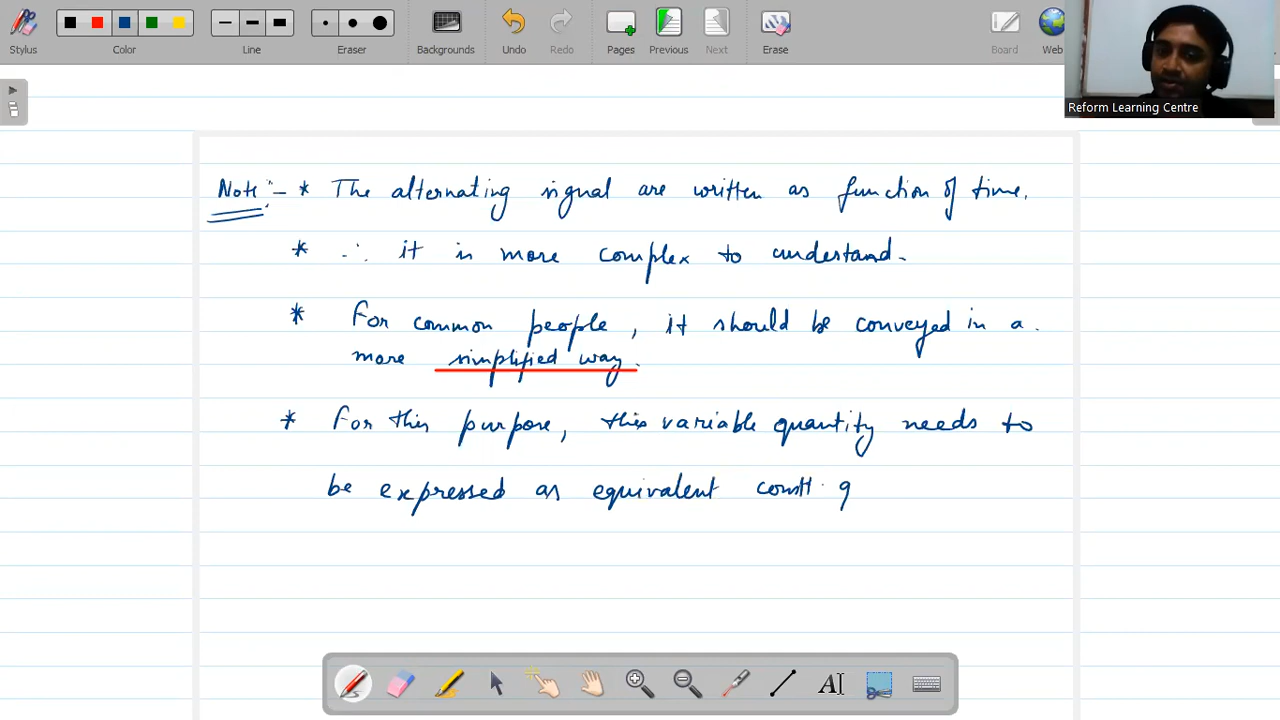 Stylus
Color
Line
Eraser
Backgrounds
Undo
Redo
Pages
Previous
Next
Erase
Board
Web
Reform Learning Centre
Note:- * The alternating signal are written as function of time.
* ∴ it is more complex to undestand.
* For common people, it should be conveyed in a
more simplified way.
* For this purpose, this variable quantity needs to
be expressed as equivalent constt. q